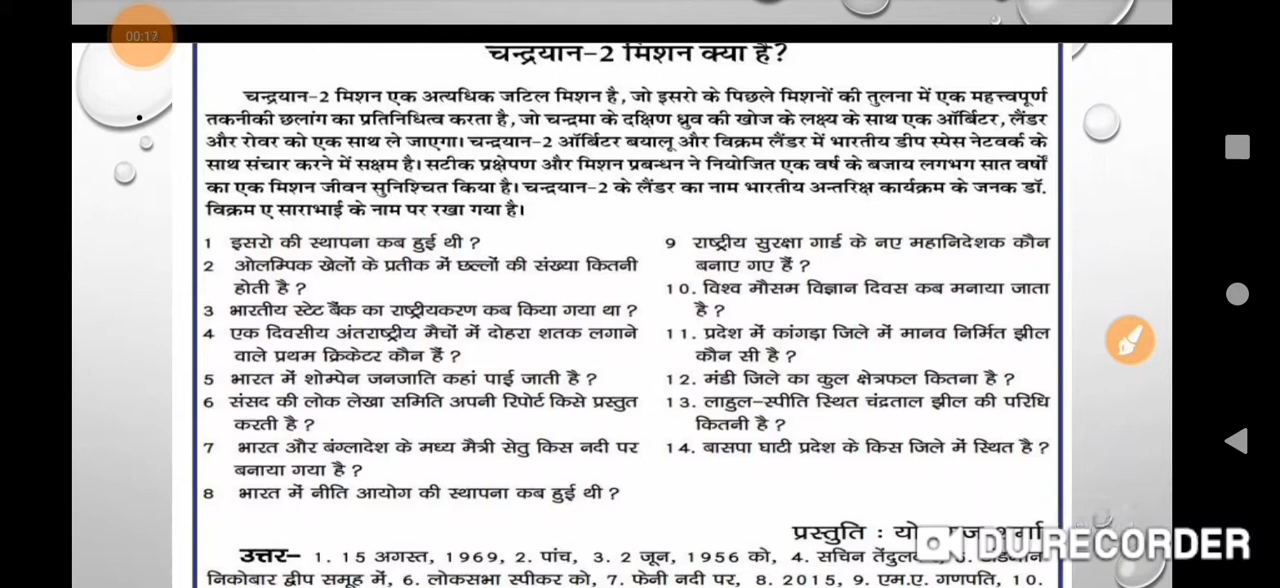 00:17
चन्द्रयान-2 मिशन क्या है?
चन्द्रयान-2 मिशन एक अत्यधिक जटिल मिशन है, जो इसरो के पिछले मिशनों की तुलना में एक महत्त्वपूर्ण
तकनीकी छलांग का प्रतिनिधित्व करता है, जो चन्द्रमा के दक्षिण ध्रुव की खोज के लक्ष्य के साथ एक ऑर्बिटर, लैंडर
और रोवर को एक साथ ले जाएगा। चन्द्रयान-2 ऑर्बिटर बयालू और विक्रम लैंडर में भारतीय डीप स्पेस नेटवर्क के
साथ संचार करने में सक्षम है। सटीक प्रक्षेपण और मिशन प्रबन्धन ने नियोजित एक वर्ष के बजाय लगभग सात वर्षों
का एक मिशन जीवन सुनिश्चित किया है। चन्द्रयान-2 के लैंडर का नाम भारतीय अन्तरिक्ष कार्यक्रम के जनक डॉ.
विक्रम ए साराभाई के नाम पर रखा गया है।
1 इसरो की स्थापना कब हुई थी ?
2 ओलम्पिक खेलों के प्रतीक में छल्लों की संख्या कितनी
होती है ?
3 भारतीय स्टेट बैंक का राष्ट्रीयकरण कब किया गया था ?
4 एक दिवसीय अंतराष्ट्रीय मैचों में दोहरा शतक लगाने
वाले प्रथम क्रिकेटर कौन हैं ?
5 भारत में शोम्पेन जनजाति कहां पाई जाती है ?
6 संसद की लोक लेखा समिति अपनी रिपोर्ट किसे प्रस्तुत
करती है ?
7 भारत और बंग्लादेश के मध्य मैत्री सेतु किस नदी पर
बनाया गया है ?
8 भारत में नीति आयोग की स्थापना कब हुई थी ?
9 राष्ट्रीय सुरक्षा गार्ड के नए महानिदेशक कौन
बनाए गए हैं ?
10. विश्व मौसम विज्ञान दिवस कब मनाया जाता
है ?
11. प्रदेश में कांगड़ा जिले में मानव निर्मित झील
कौन सी है ?
12. मंडी जिले का कुल क्षेत्रफल कितना है ?
13. लाहुल-स्पीति स्थित चंद्रताल झील की परिधि
कितनी है ?
14. बासपा घाटी प्रदेश के किस जिले में स्थित है ?
प्रस्तुति :
DU RECORDER
उत्तर- 1. 15 अगस्त, 1969, 2. पांच, 3. 2 जून, 1956 को, 4. सचिन
निकोबार द्वीप समूह में, 6. लोकसभा स्पीकर को, 7. फेनी नदी पर, 8. 2015, 9. एम.ए. गणपति, 10.